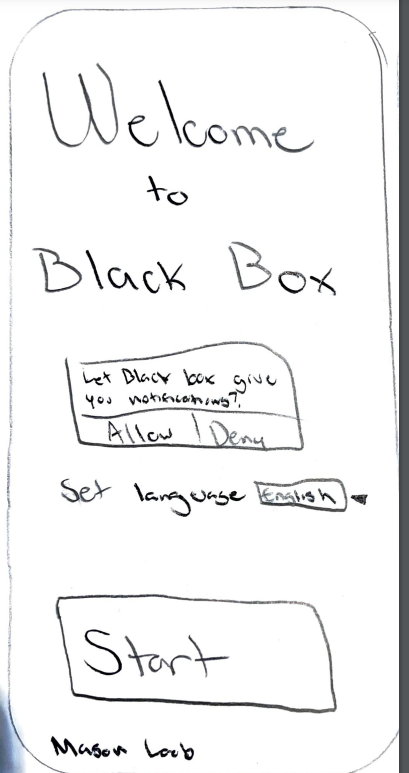 Welcome
to
Black Box
Let Black box give
you notifications?
Allow | Deny
Set language English
Start
Mason Loob